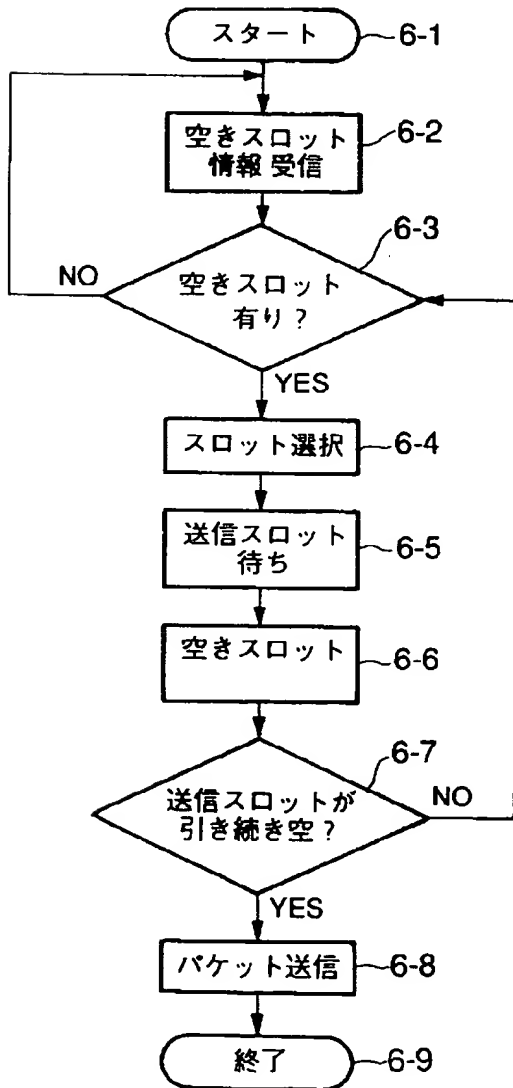 スタート
6-1
空きスロット
情報 受信
6-2
6-3
NO
空きスロット
有り？
YES
スロット選択
6-4
送信スロット
待ち
6-5
空きスロット
6-6
6-7
送信スロットが
引き続き空？
NO
YES
パケット送信
6-8
終了
6-9